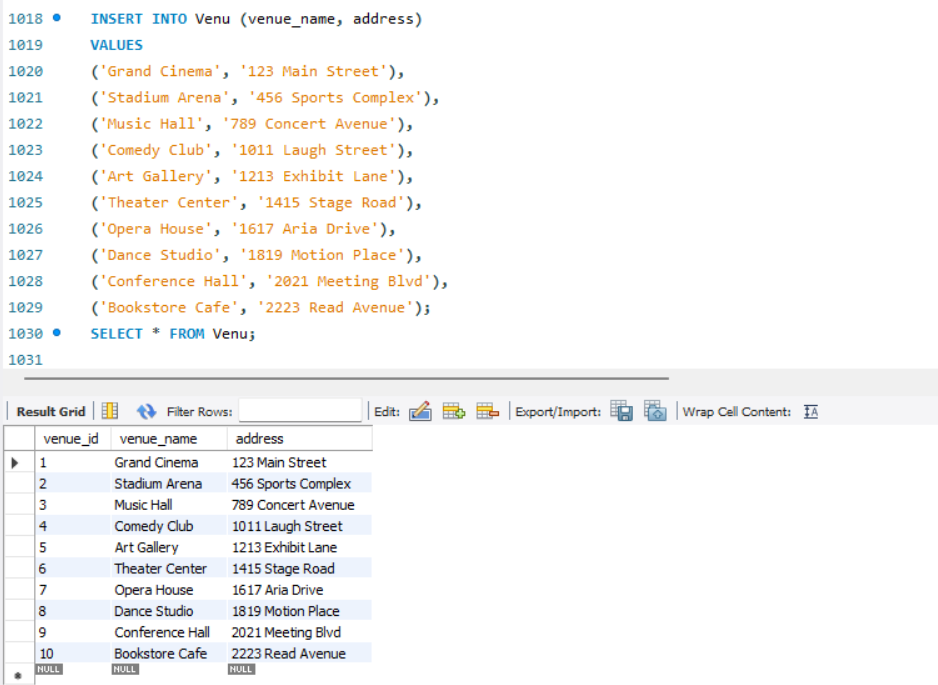 1018 INSERT INTO Venu (venue_name, address)
1019 VALUES
1020 ('Grand Cinema', '123 Main Street'),
1021 ('Stadium Arena', '456 Sports Complex'),
1022 ('Music Hall', '789 Concert Avenue'),
1023 ('Comedy Club', '1011 Laugh Street'),
1024 ('Art Gallery', '1213 Exhibit Lane'),
1025 ('Theater Center', '1415 Stage Road'),
1026 ('Opera House', '1617 Aria Drive'),
1027 ('Dance Studio', '1819 Motion Place'),
1028 ('Conference Hall', '2021 Meeting Blvd'),
1029 ('Bookstore Cafe', '2223 Read Avenue');
1030 SELECT * FROM Venu;
1031
Result Grid Filter Rows: Edit: Export/Import: Wrap Cell Content: IA
venue_id venue_name address
1 Grand Cinema 123 Main Street
2 Stadium Arena 456 Sports Complex
3 Music Hall 789 Concert Avenue
4 Comedy Club 1011 Laugh Street
5 Art Gallery 1213 Exhibit Lane
6 Theater Center 1415 Stage Road
7 Opera House 1617 Aria Drive
8 Dance Studio 1819 Motion Place
9 Conference Hall 2021 Meeting Blvd
10 Bookstore Cafe 2223 Read Avenue
NULL NULL NULL